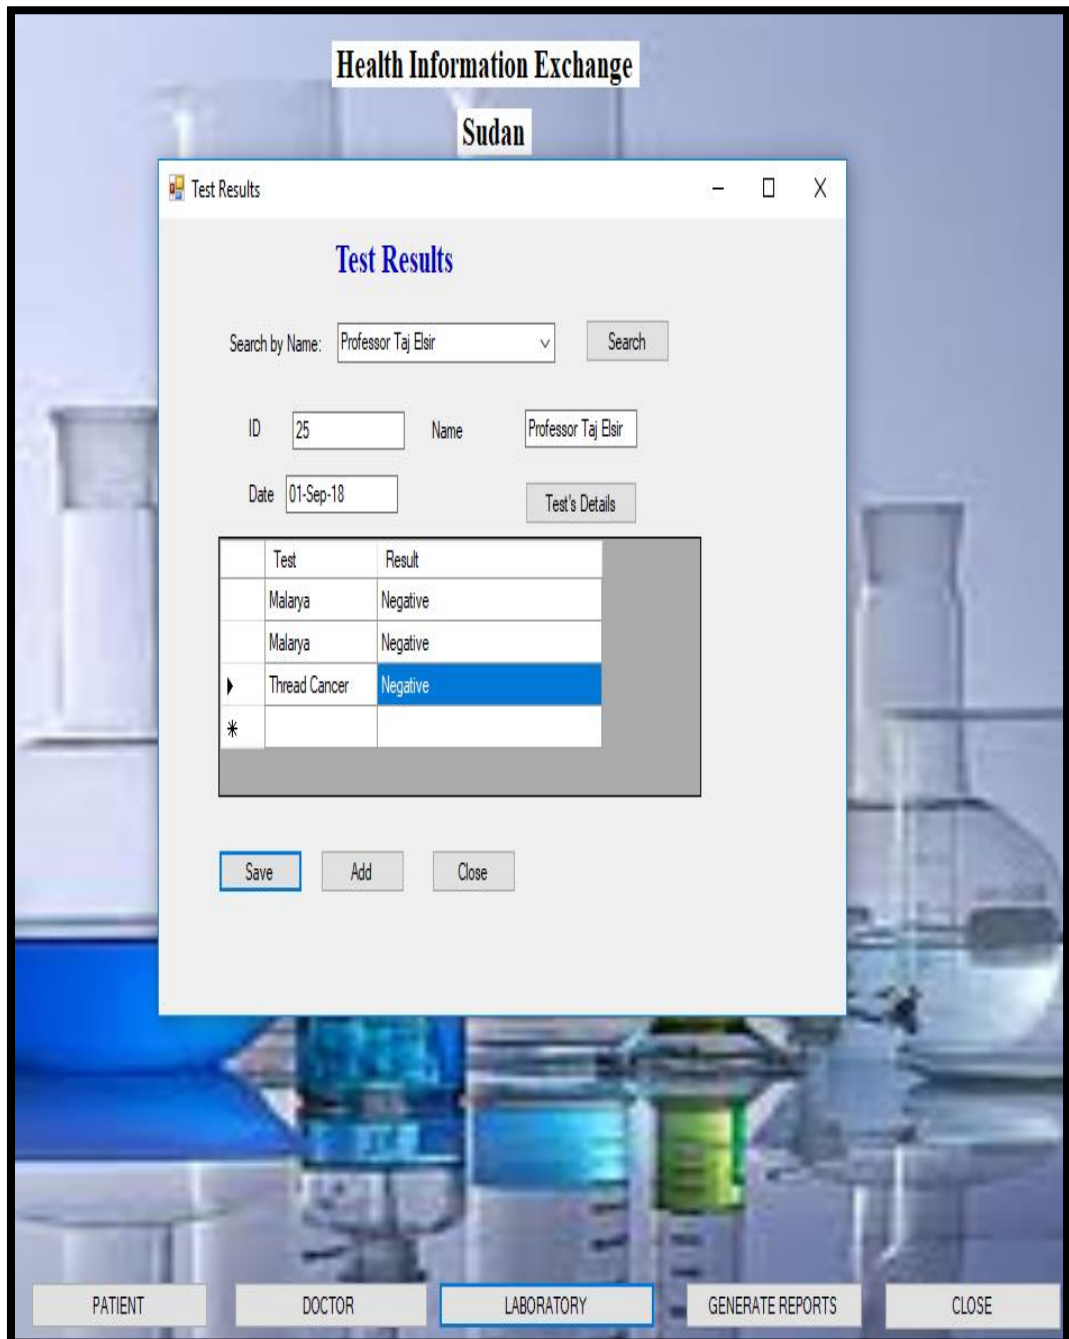 Health Information Exchange
Sudan
Test Results
Test Results
Search by Name: Professor Taj Elsir Search
ID 25 Name Professor Taj Elsir
Date 01-Sep-18 Test's Details
Test Result
Malarya Negative
Malarya Negative
Thread Cancer Negative
Save Add Close
PATIENT DOCTOR LABORATORY GENERATE REPORTS CLOSE